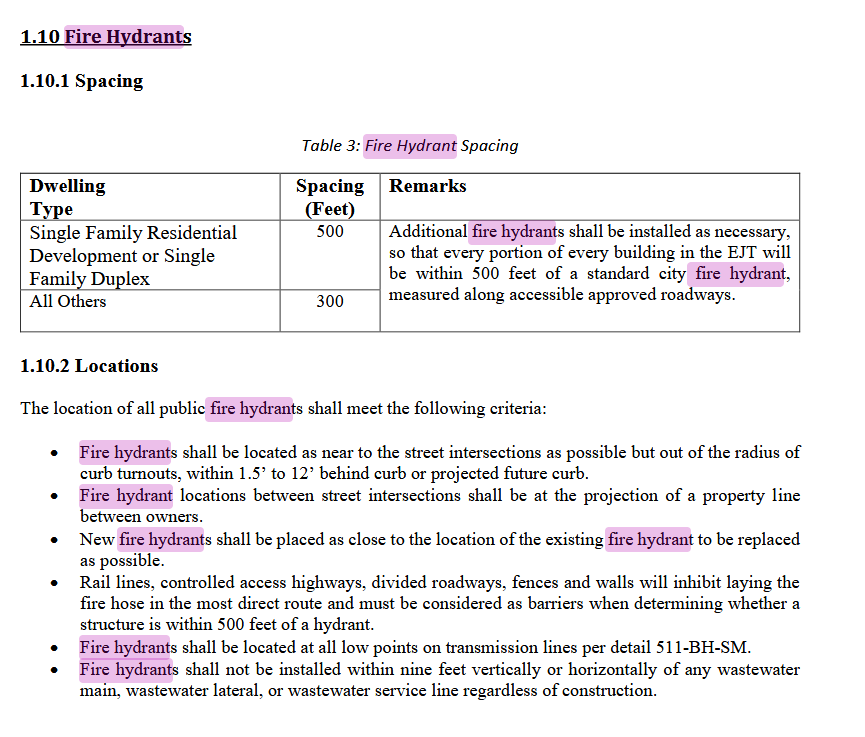 1.10 Fire Hydrants
1.10.1 Spacing
Table 3: Fire Hydrant Spacing
Dwelling
Type
Spacing
(Feet)
Remarks
Single Family Residential
Development or Single
Family Duplex
500
Additional fire hydrants shall be installed as necessary,
so that every portion of every building in the EJT will
be within 500 feet of a standard city fire hydrant,
measured along accessible approved roadways.
All Others
300
1.10.2 Locations
The location of all public fire hydrants shall meet the following criteria:
• Fire hydrants shall be located as near to the street intersections as possible but out of the radius of
curb turnouts, within 1.5’ to 12’ behind curb or projected future curb.
• Fire hydrant locations between street intersections shall be at the projection of a property line
between owners.
• New fire hydrants shall be placed as close to the location of the existing fire hydrant to be replaced
as possible.
• Rail lines, controlled access highways, divided roadways, fences and walls will inhibit laying the
fire hose in the most direct route and must be considered as barriers when determining whether a
structure is within 500 feet of a hydrant.
• Fire hydrants shall be located at all low points on transmission lines per detail 511-BH-SM.
• Fire hydrants shall not be installed within nine feet vertically or horizontally of any wastewater
main, wastewater lateral, or wastewater service line regardless of construction.